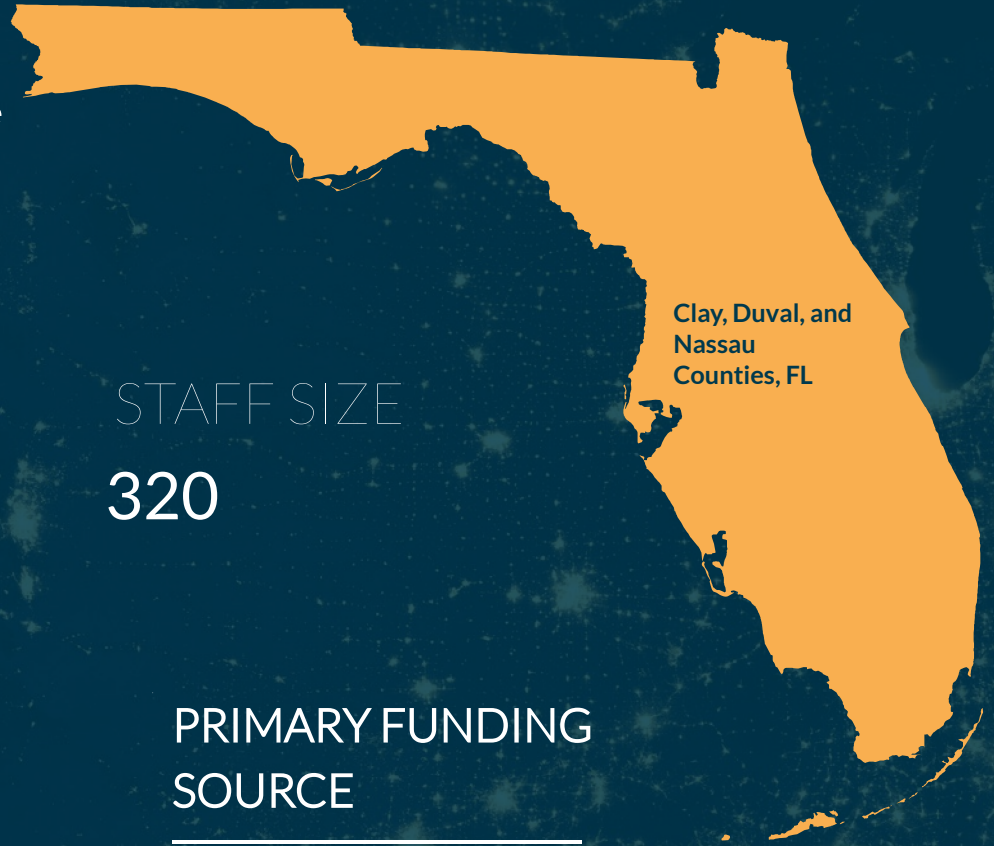 Clay, Duval, and
Nassau
Counties, FL
STAFF SIZE
320
PRIMARY FUNDING
SOURCE